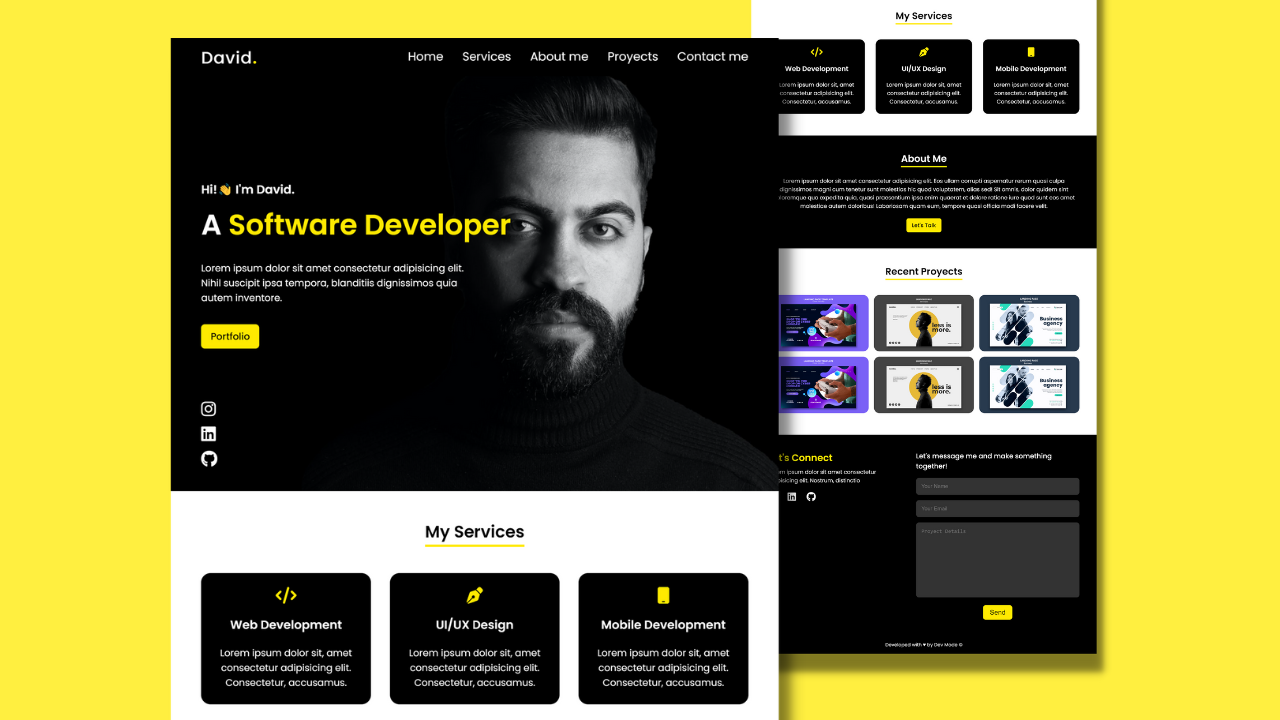 David.
Home Services About me Proyects Contact me
Hi! 👋 I'm David.
A Software Developer
Lorem ipsum dolor sit amet consectetur adipisicing elit.
Nihil suscipit ipsa tempora, blanditiis dignissimos quia
autem inventore.
Portfolio
My Services
Web Development
Lorem ipsum dolor sit, amet
consectetur adipisicing elit.
Consectetur, accusamus.
UI/UX Design
Lorem ipsum dolor sit, amet
consectetur adipisicing elit.
Consectetur, accusamus.
Mobile Development
Lorem ipsum dolor sit, amet
consectetur adipisicing elit.
Consectetur, accusamus.
My Services
Web Development
Lorem ipsum dolor sit, amet
consectetur adipisicing elit.
Consectetur, accusamus.
UI/UX Design
Lorem ipsum dolor sit, amet
consectetur adipisicing elit.
Consectetur, accusamus.
Mobile Development
Lorem ipsum dolor sit, amet
consectetur adipisicing elit.
Consectetur, accusamus.
About Me
Lorem ipsum dolor sit amet consectetur adipisicing elit. Eos ullam corrupti aspernatur rerum quasi culpa
dignissimos magni cum tenetur sunt molestias hic quod voluptatem, alias sed! Sit omnis, dolor quidem sint
quo expedita quia, quasi praesentium ipsa enim quaerat et dolore ratione iure quod sunt eos amet
molestiae autem doloribus! Laboriosam quam eum, tempore quasi officia modi facere velit.
Let's Talk
Recent Proyects
less is
more.
Business
agency
less is
more.
Business
agency
t's Connect
ipsum dolor sit amet consectetur
elit. Nostrum, distinctio
Let's message me and make something
together!
Your Name
Your Email
Proyect Details
Send
Developed with ♥ by Dev Mode ©